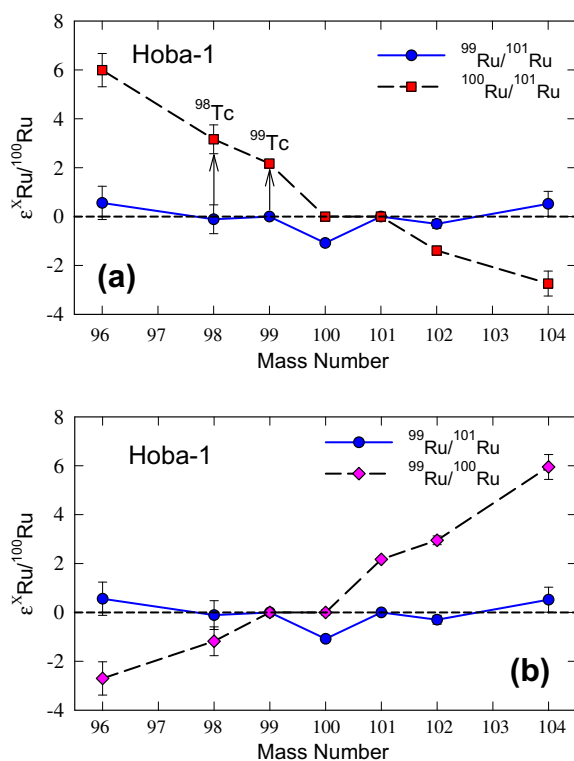 Hoba-1
⁹⁹Ru/¹⁰¹Ru
¹⁰⁰Ru/¹⁰¹Ru
⁹⁸Tc
⁹⁹Tc
εˣRu/¹⁰⁰Ru
8
6
4
2
0
-2
-4
(a)
96 97 98 99 100 101 102 103 104
Mass Number
Hoba-1
⁹⁹Ru/¹⁰¹Ru
⁹⁹Ru/¹⁰⁰Ru
εˣRu/¹⁰⁰Ru
8
6
4
2
0
-2
-4
(b)
96 97 98 99 100 101 102 103 104
Mass Number